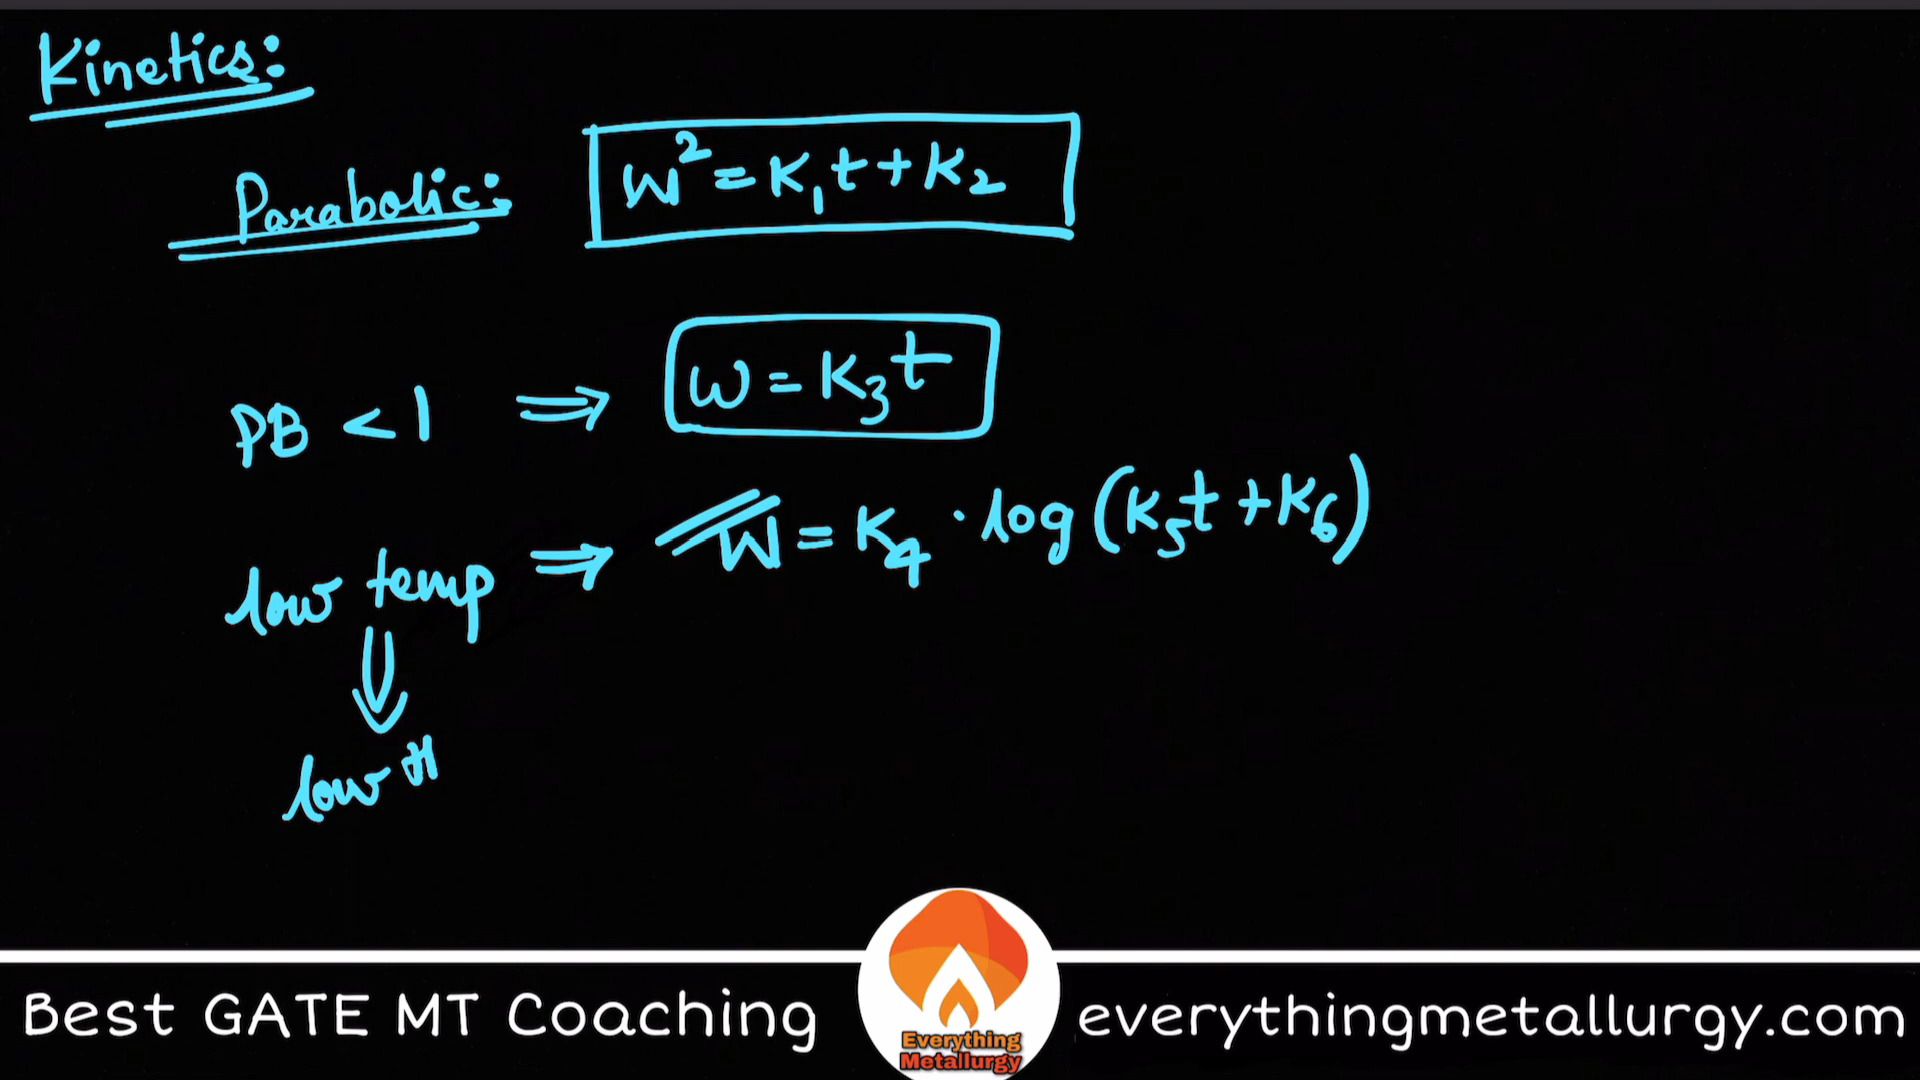 Kinetics:
Parabolic: W² = K₁t + K₂
PB < 1 ⇒ W = K₃t
low temp ⇒ W = K₄ · log (K₅t + K₆)
low
Best GATE MT Coaching
Everything
Metallurgy
everythingmetallurgy.com